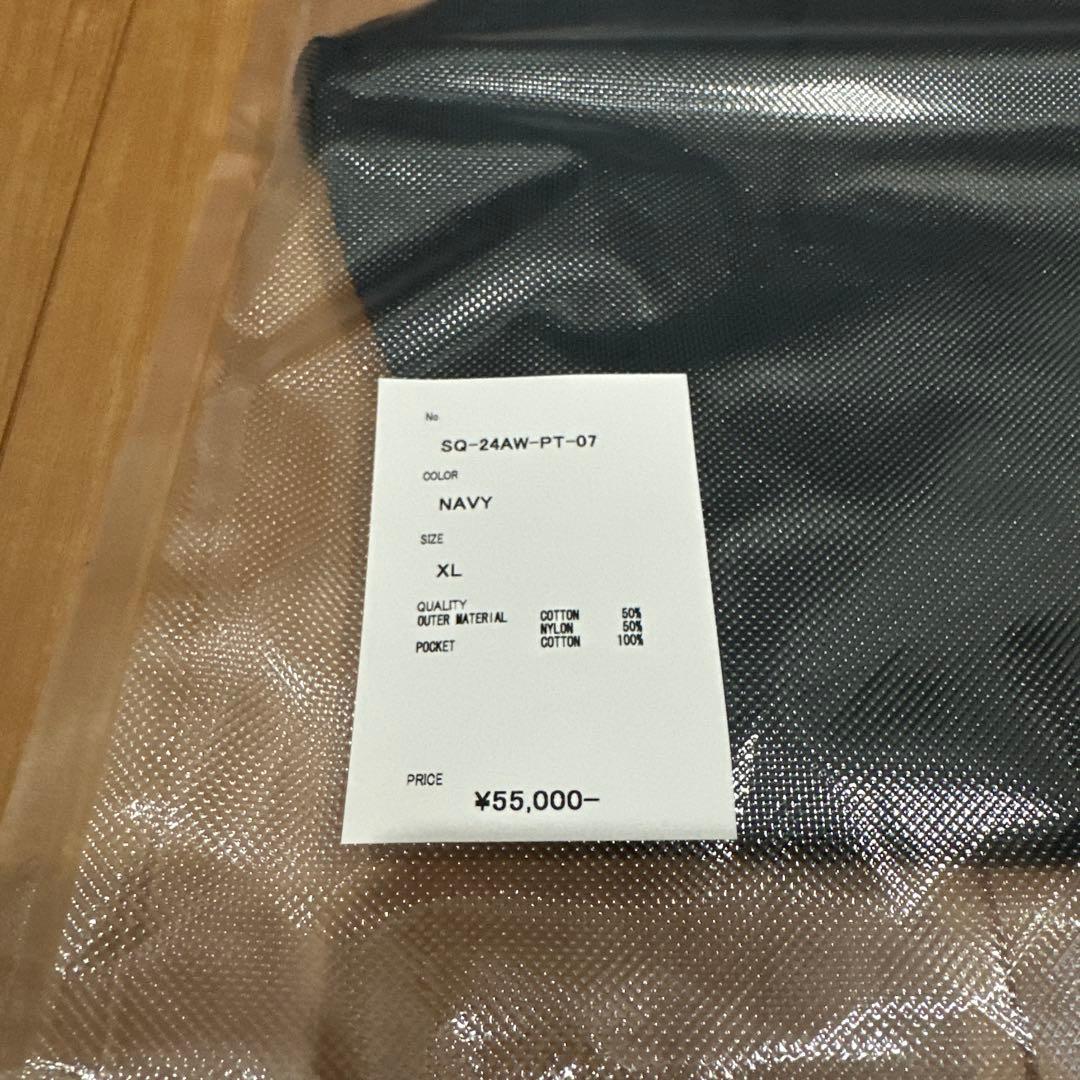 No.
SQ-24AW-PT-07
COLOR
NAVY
SIZE
XL
QUALITY
OUTER MATERIAL COTTON 50%
NYLON 50%
POCKET COTTON 100%
PRICE
¥55,000-